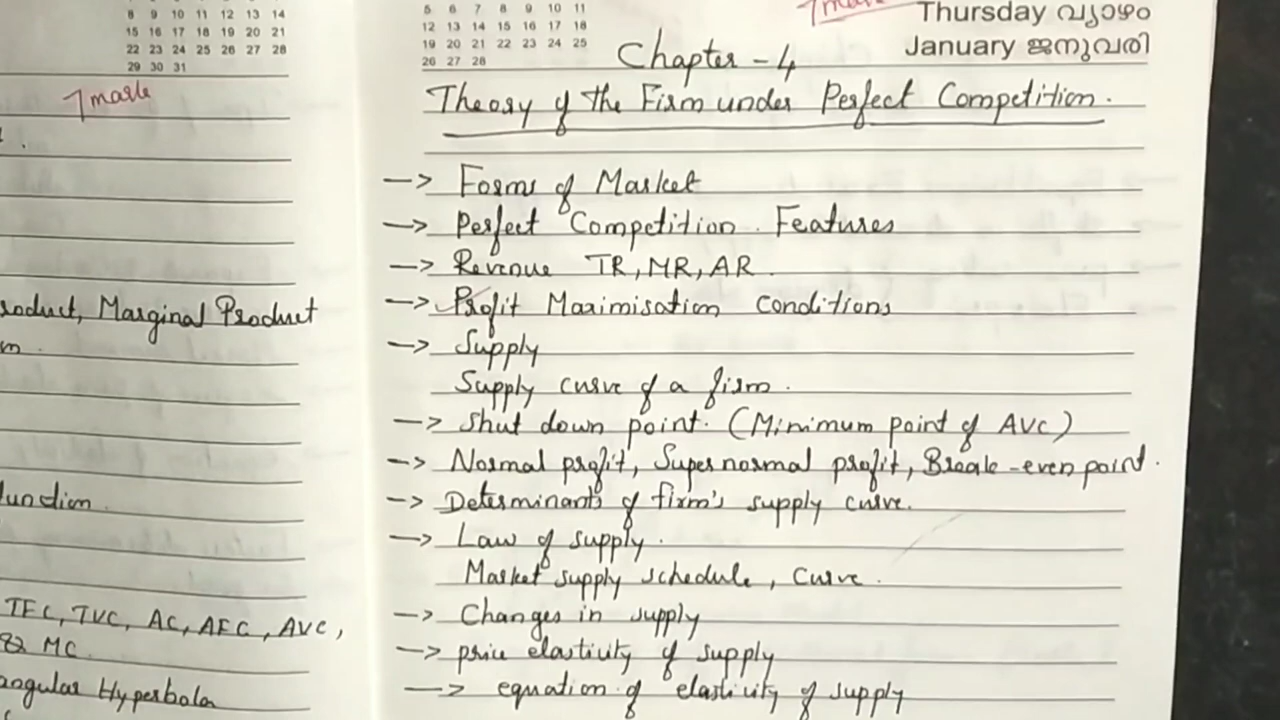 8 9 10 11 12 13 14
15 16 17 18 19 20 21
22 23 24 25 26 27 28
29 30 31
7 mark
.
roduct, Marginal Product
m.
function.
TFC, TVC, AC, AFC, AVC,
& MC.
angular Hyperbola
5 6 7 8 9 10 11
12 13 14 15 16 17 18
19 20 21 22 23 24 25
26 27 28
7 mark
Thursday വ്യാഴം
January ജനുവരി
Chapter - 4
Theory of the Firm under Perfect Competition.
-> Forms of Market
-> Perfect Competition. Features
-> Revenue TR, MR, AR.
-> Profit Maximisation Conditions
-> Supply
Supply curve of a firm.
-> Shut down point. (Minimum point of AVC)
-> Normal profit, Supernormal profit, Break-even point.
-> Determinants of firm's supply curve.
-> Law of supply.
Market supply schedule, Curve.
-> Changes in supply
-> price elasticity of supply
-> equation of elasticity of supply